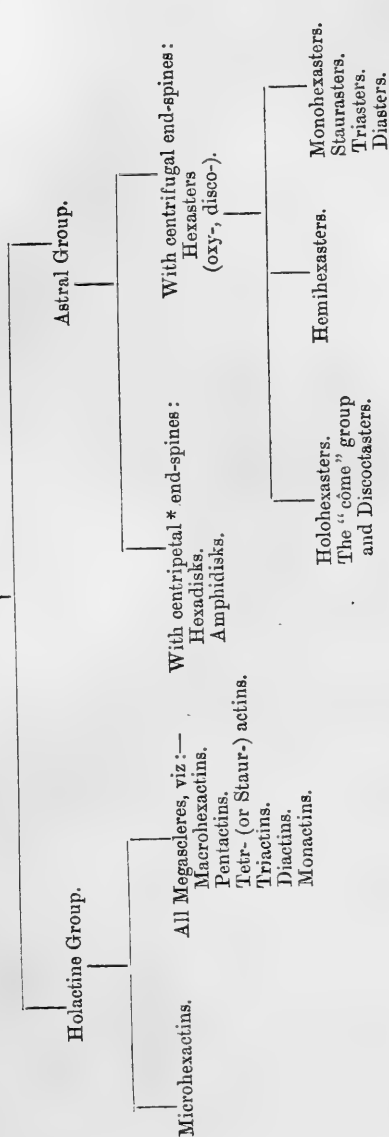 Holactine Group.
Astral Group.
Microhexactins.
All Megascleres, viz:—
Macrohexactins.
Pentactins.
Tetr- (or Staur-) actins.
Triactins.
Diactins.
Monactins.
With centripetal * end-spines:
Hexadisks.
Amphidisks.
With centrifugal end-spines:
Hexasters
(oxy-, disco-).
Holohexasters.
The "côme" group
and Discoctasters.
Hemihexasters.
Monohexasters.
Staurasters.
Triasters.
Diasters.